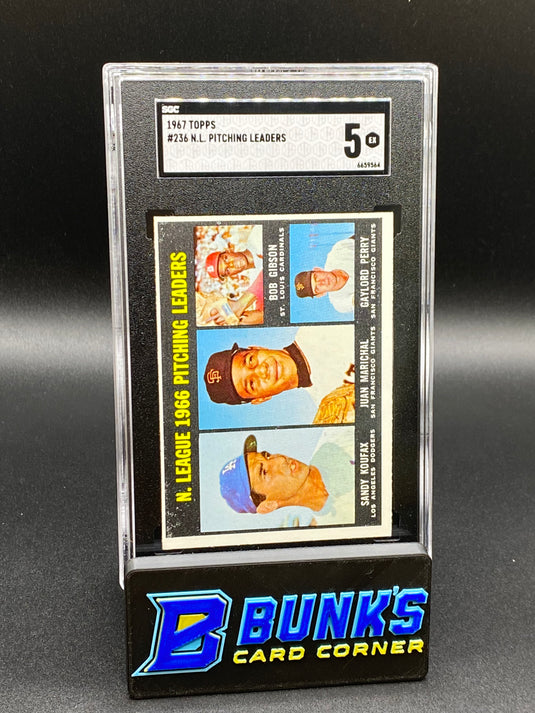 SGC
1967 TOPPS
#236 N.L. PITCHING LEADERS
5 EX
6659564
N. LEAGUE 1966 PITCHING LEADERS
BOB GIBSON
ST. LOUIS CARDINALS
GAYLORD PERRY
SAN FRANCISCO GIANTS
JUAN MARICHAL
SAN FRANCISCO GIANTS
SANDY KOUFAX
LOS ANGELES DODGERS
B BUNK'S
CARD CORNER